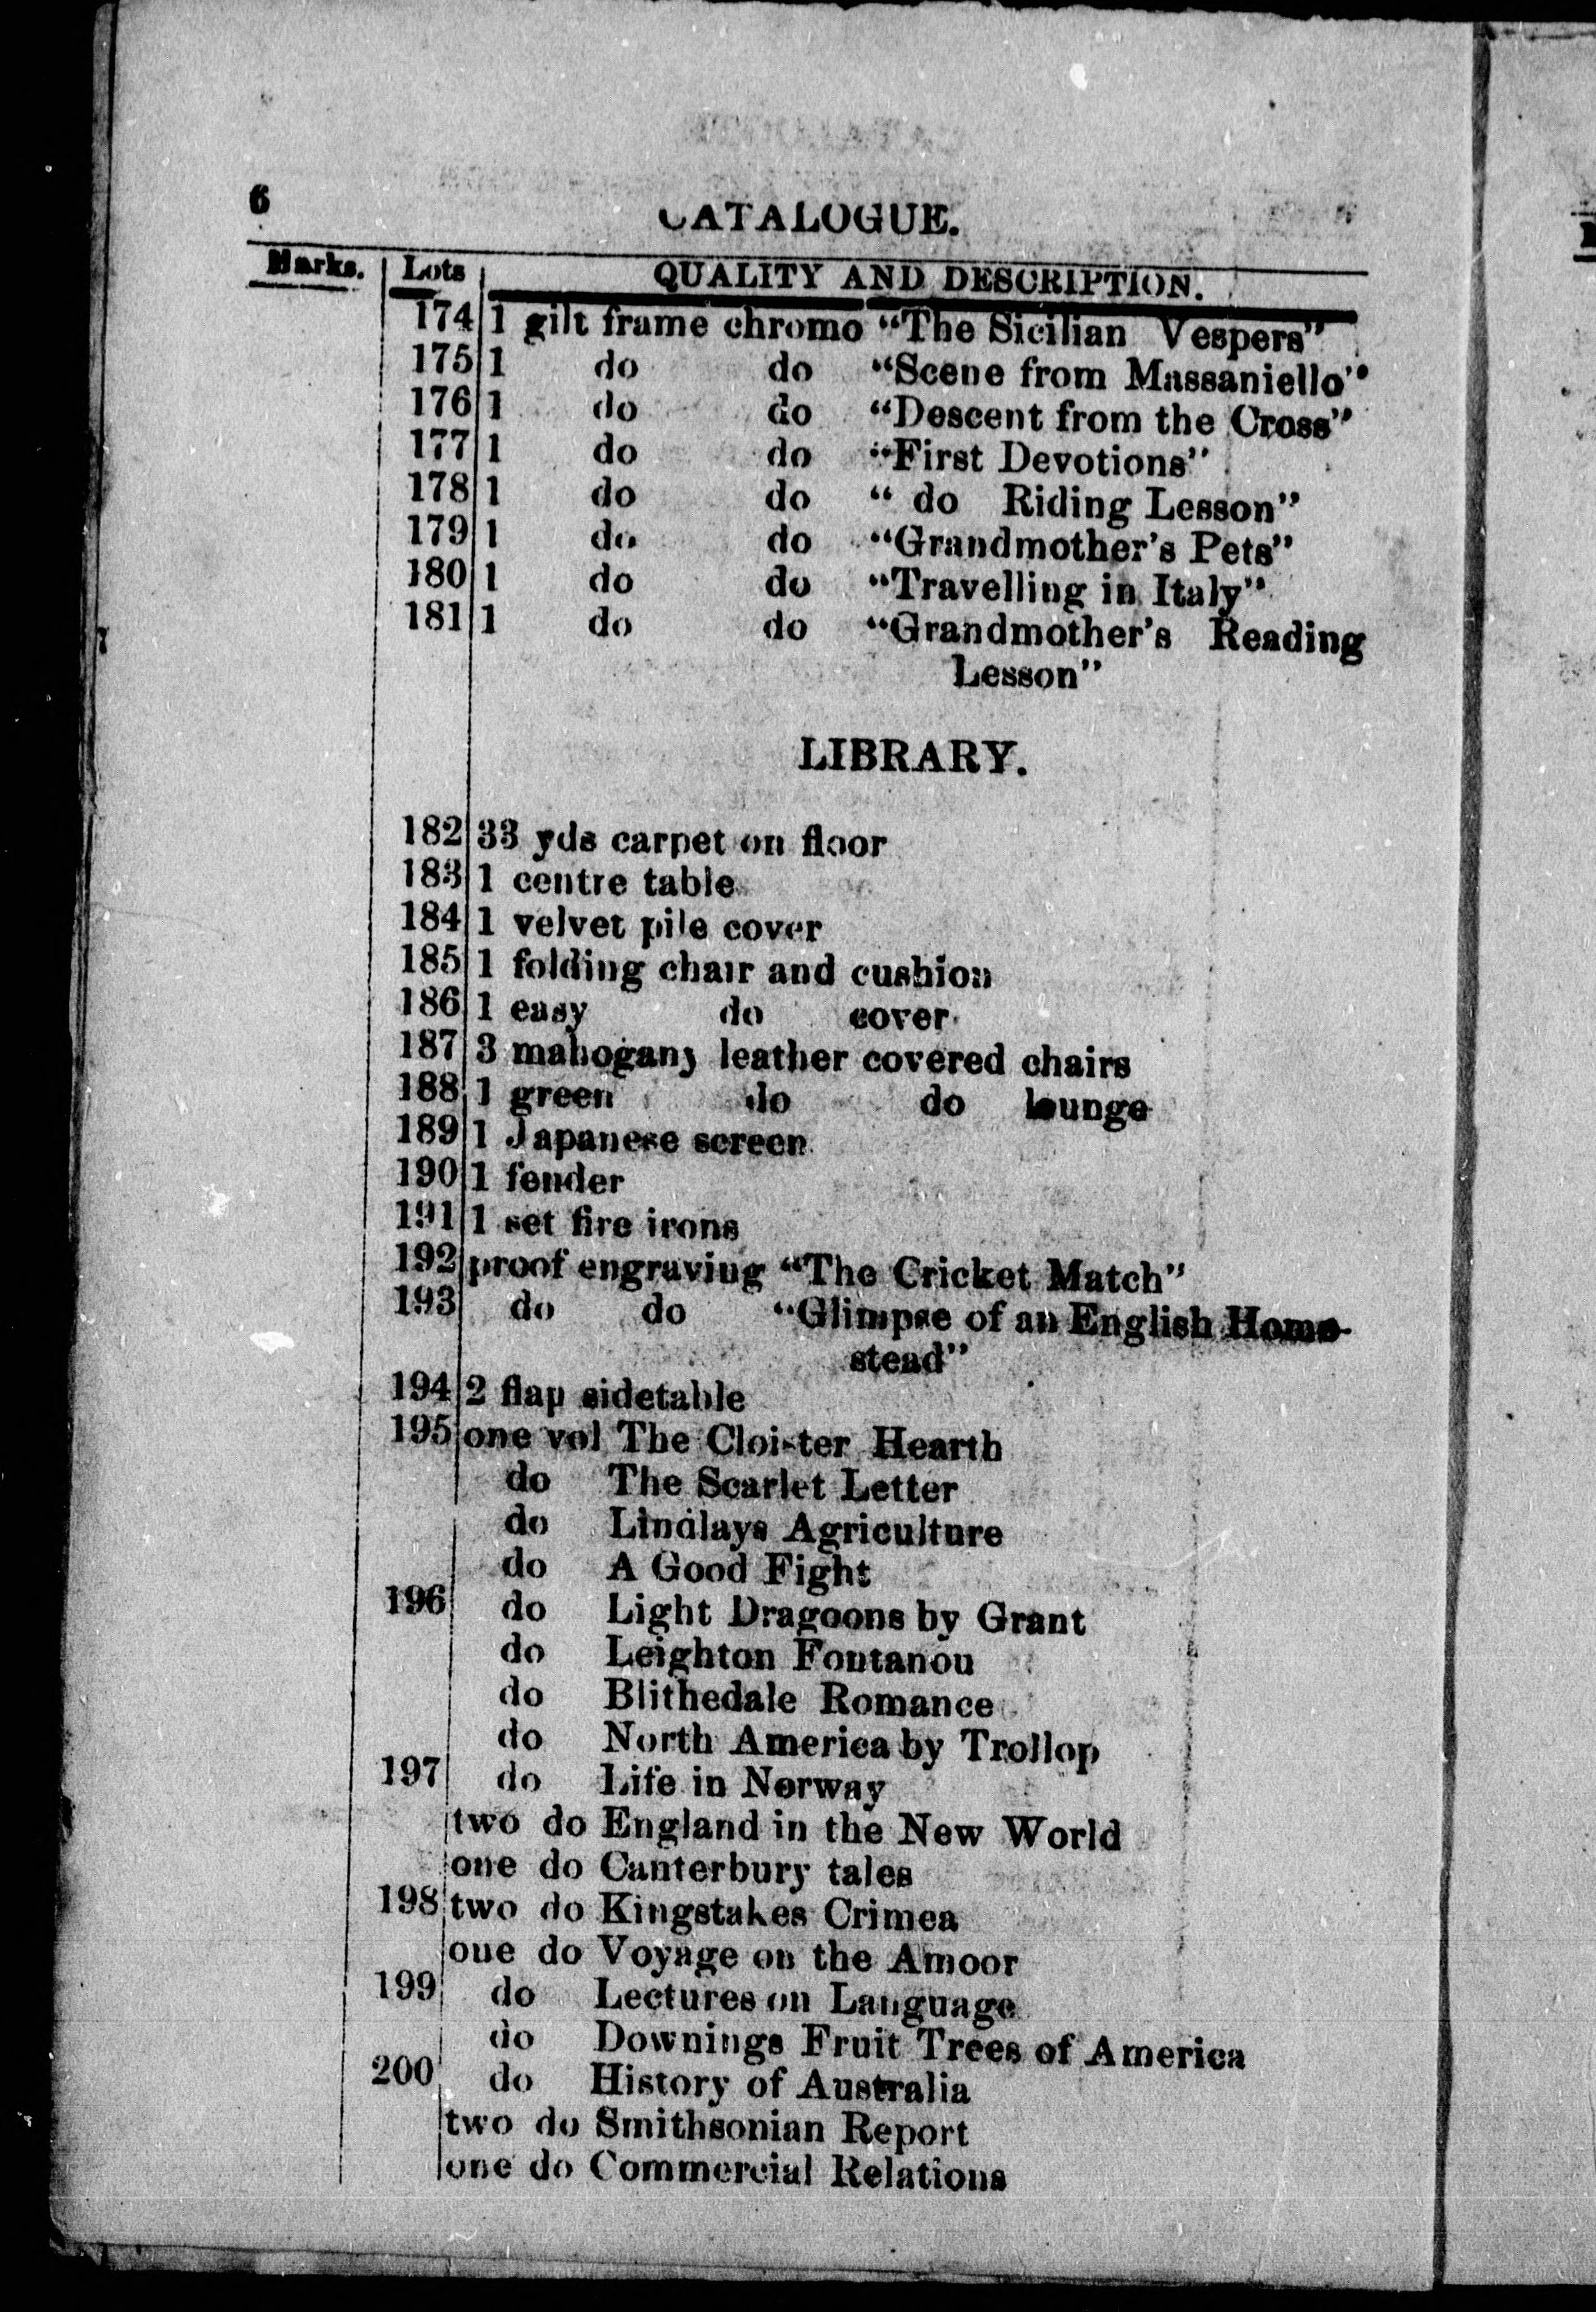 6
CATALOGUE.
Marks. Lots QUALITY AND DESCRIPTION.
174 1 gilt frame chromo "The Sicilian Vespers"
175 1 do do "Scene from Massaniello"
176 1 do do "Descent from the Cross"
177 1 do do "First Devotions"
178 1 do do " do Riding Lesson"
179 1 do do "Grandmother's Pets"
180 1 do do "Travelling in Italy"
181 1 do do "Grandmother's Reading
Lesson"
LIBRARY.
182 33 yds carpet on floor
183 1 centre table
184 1 velvet pile cover
185 1 folding chair and cushion
186 1 easy do cover
187 3 mahogany leather covered chairs
188 1 green do do lounge
189 1 Japanese screen
190 1 fender
191 1 set fire irons
192 proof engraving "The Cricket Match"
193 do do "Glimpse of an English Home-
stead"
194 2 flap sidetable
195 one vol The Cloister Hearth
do The Scarlet Letter
do Lindlays Agriculture
do A Good Fight
196 do Light Dragoons by Grant
do Leighton Fontanou
do Blithedale Romance
do North America by Trollop
197 do Life in Norway
two do England in the New World
one do Canterbury tales
198 two do Kingstakes Crimea
one do Voyage on the Amoor
199 do Lectures on Language
do Downings Fruit Trees of America
200 do History of Australia
two do Smithsonian Report
one do Commercial Relations